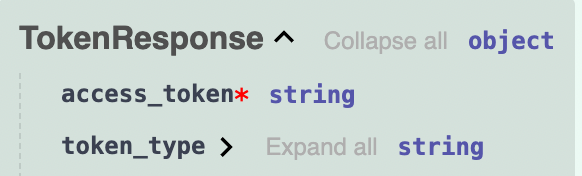 TokenResponse Collapse all object
access_token* string
token_type Expand all string